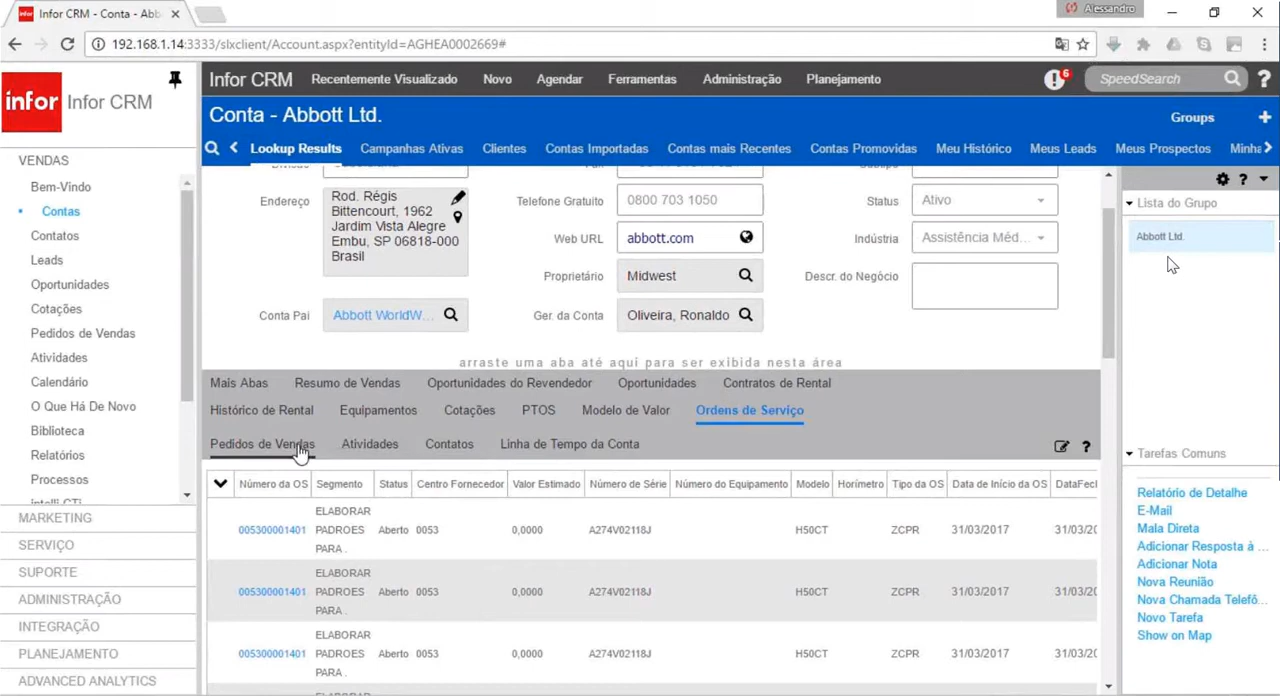 Infor CRM - Conta - Abb
Alessandro
192.168.1.14:3333/slxclient/Account.aspx?entityId=AGHEA0002669#
infor
Infor CRM
Infor CRM
Recentemente Visualizado
Novo
Agendar
Ferramentas
Administração
Planejamento
6
SpeedSearch
?
Conta - Abbott Ltd.
Groups
Lookup Results
Campanhas Ativas
Clientes
Contas Importadas
Contas mais Recentes
Contas Promovidas
Meu Histórico
Meus Leads
Meus Prospectos
Minha
VENDAS
Bem-Vindo
Contas
Contatos
Leads
Oportunidades
Cotações
Pedidos de Vendas
Atividades
Calendário
O Que Há De Novo
Biblioteca
Relatórios
Processos
MARKETING
SERVIÇO
SUPORTE
ADMINISTRAÇÃO
INTEGRAÇÃO
PLANEJAMENTO
ADVANCED ANALYTICS
Endereço
Rod. Régis
Bittencourt, 1962
Jardim Vista Alegre
Embu, SP 06818-000
Brasil
Conta Pai
Abbott WorldW...
Telefone Gratuito
0800 703 1050
Web URL
abbott.com
Proprietário
Midwest
Ger. da Conta
Oliveira, Ronaldo
Status
Ativo
Indústria
Assistência Méd...
Descr. do Negócio
arraste uma aba até aquí para ser exibida nesta área
Mais Abas
Resumo de Vendas
Oportunidades do Revendedor
Oportunidades
Contratos de Rental
Histórico de Rental
Equipamentos
Cotações
PTOS
Modelo de Valor
Ordens de Serviço
Pedidos de Vendas
Atividades
Contatos
Linha de Tempo da Conta
?
Número da OS
Segmento
Status
Centro Fornecedor
Valor Estimado
Número de Série
Número do Equipamento
Modelo
Horímetro
Tipo da OS
Data de Início da OS
DataFec
005300001401
ELABORAR
PADROES
PARA .
Aberto
0053
0,0000
A274V02118J
H50CT
ZCPR
31/03/2017
31/03/20
005300001401
ELABORAR
PADROES
PARA .
Aberto
0053
0,0000
A274V02118J
H50CT
ZCPR
31/03/2017
31/03/20
005300001401
ELABORAR
PADROES
PARA .
Aberto
0053
0,0000
A274V02118J
H50CT
ZCPR
31/03/2017
31/03/20
?
Lista do Grupo
Abbott Ltd.
Tarefas Comuns
Relatório de Detalhe
E-Mail
Mala Direta
Adicionar Resposta à ...
Adicionar Nota
Nova Reunião
Nova Chamada Telefô...
Novo Tarefa
Show on Map